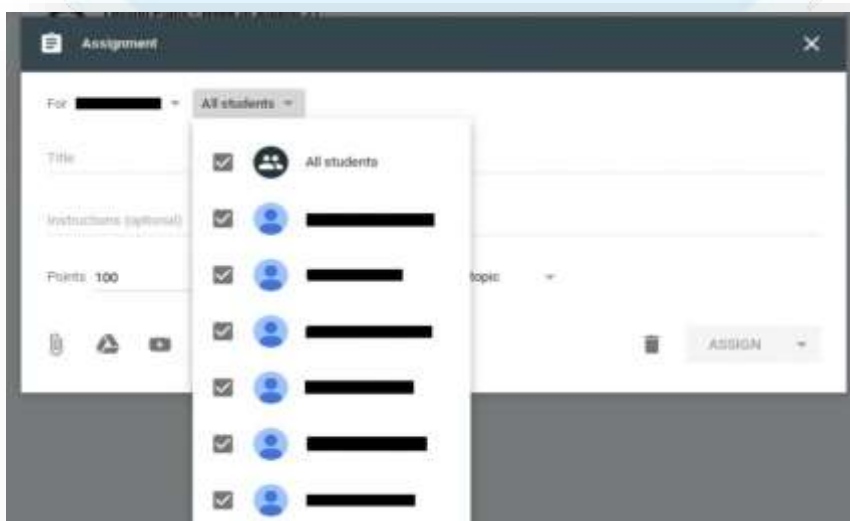 Assignment
For All students
All students
Title
Instructions (optional)
Points 100 topic
ASSIGN